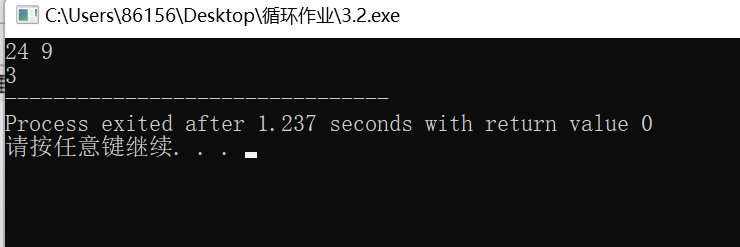 C:\Users\86156\Desktop\循环作业\3.2.exe
24 9
3
--------------------------------
Process exited after 1.237 seconds with return value 0
请按任意键继续. . .